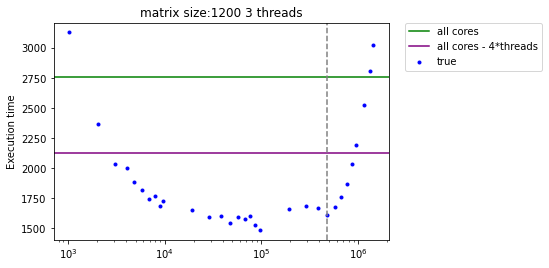 matrix size:1200 3 threads
all cores
all cores - 4*threads
true
Execution time
3000
2750
2500
2250
2000
1750
1500
10³
10⁴
10⁵
10⁶